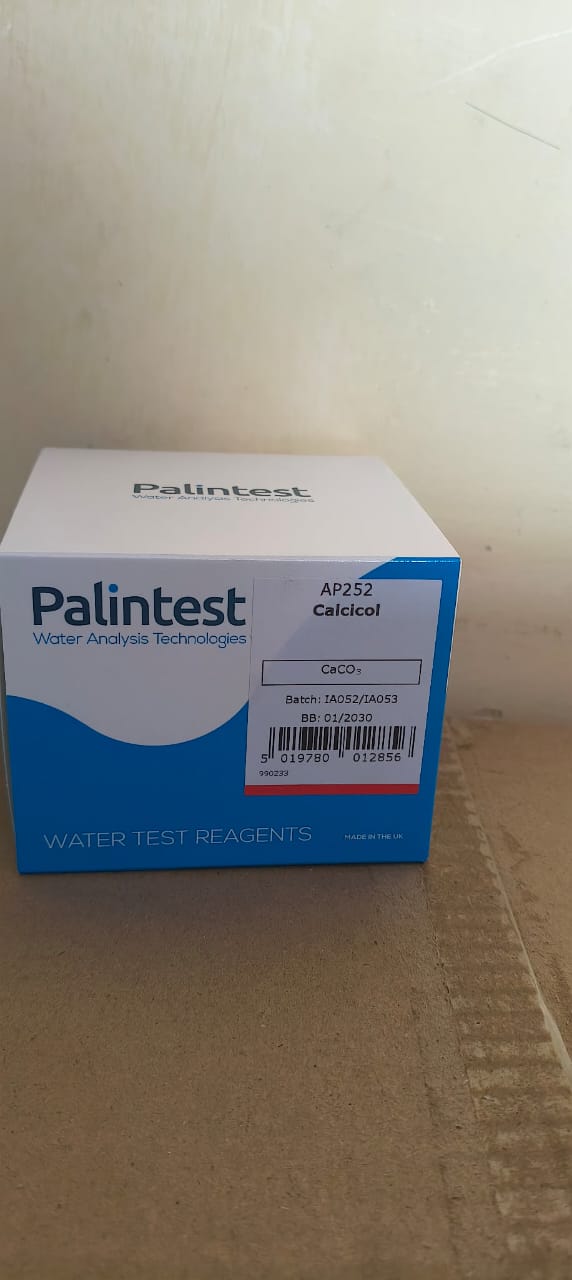 Palintest
Water Analysis Technologies
Palintest
Water Analysis Technologies
AP252
Calcicol
CaCO₃
Batch: IA052/IA053
BB: 01/2030
5 019780 012856
990233
WATER TEST REAGENTS
MADE IN THE UK